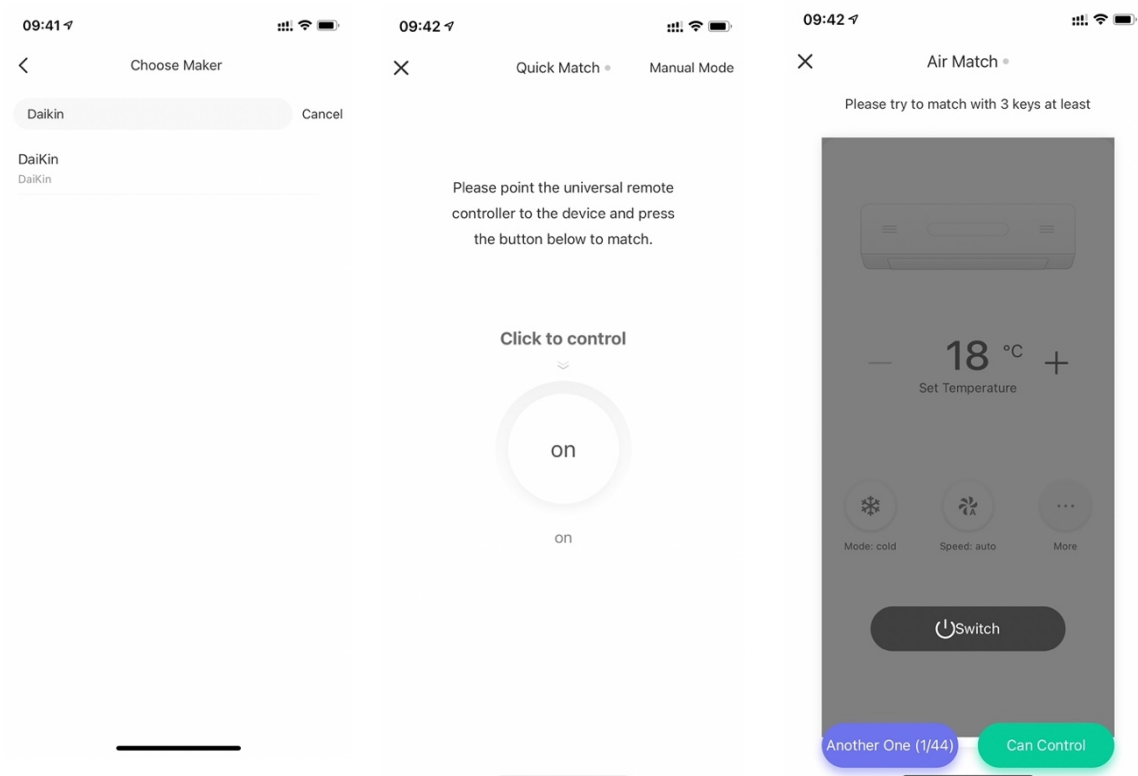 09:41
Choose Maker
Daikin
Cancel
DaiKin
DaiKin
09:42
Quick Match
Manual Mode
Please point the universal remote
controller to the device and press
the button below to match.
Click to control
on
on
09:42
Air Match
Please try to match with 3 keys at least
18 °C
Set Temperature
A
Mode: cold
Speed: auto
More
Switch
Another One (1/44)
Can Control